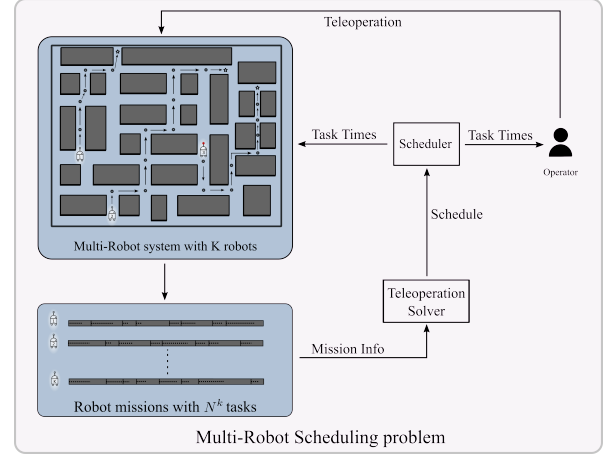 Teleoperation
Task Times
Scheduler
Task Times
Operator
Multi-Robot system with K robots
Schedule
Teleoperation
Solver
Mission Info
Robot missions with $N^k$ tasks
Multi-Robot Scheduling problem